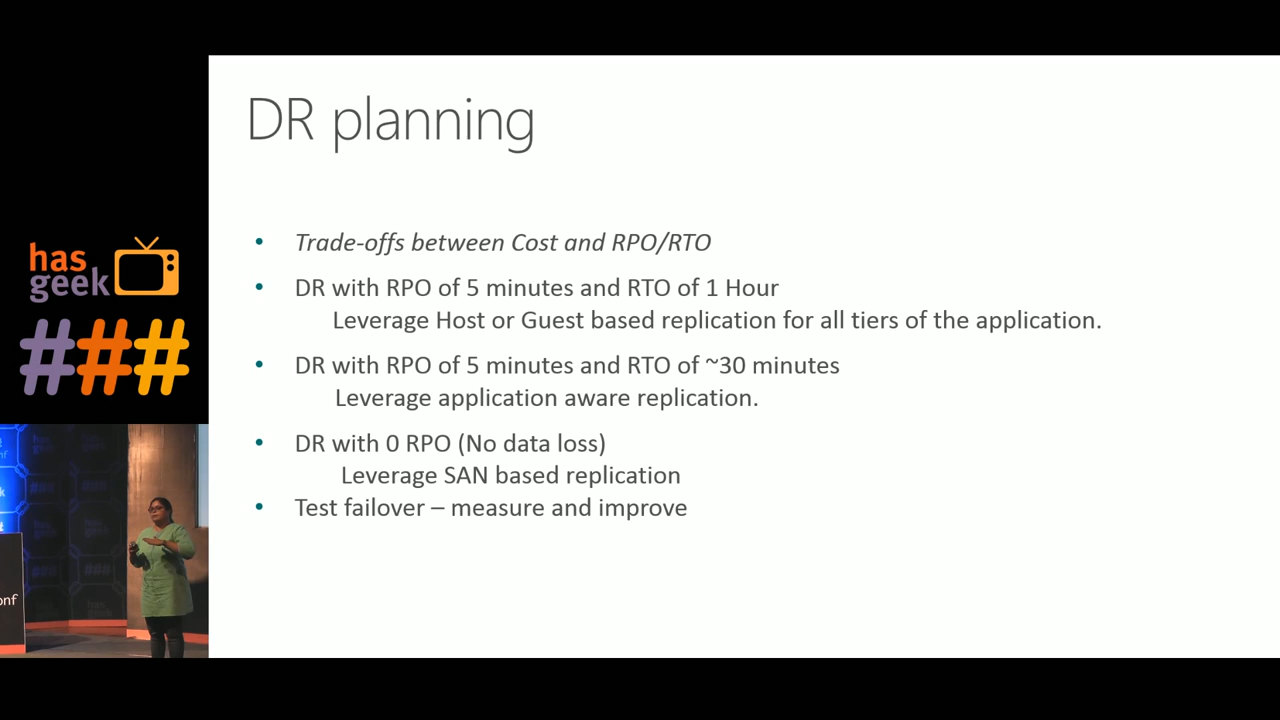 DR planning
• Trade-offs between Cost and RPO/RTO
• DR with RPO of 5 minutes and RTO of 1 Hour
Leverage Host or Guest based replication for all tiers of the application.
• DR with RPO of 5 minutes and RTO of ~30 minutes
Leverage application aware replication.
• DR with 0 RPO (No data loss)
Leverage SAN based replication
• Test failover – measure and improve
has
geek
###
onf